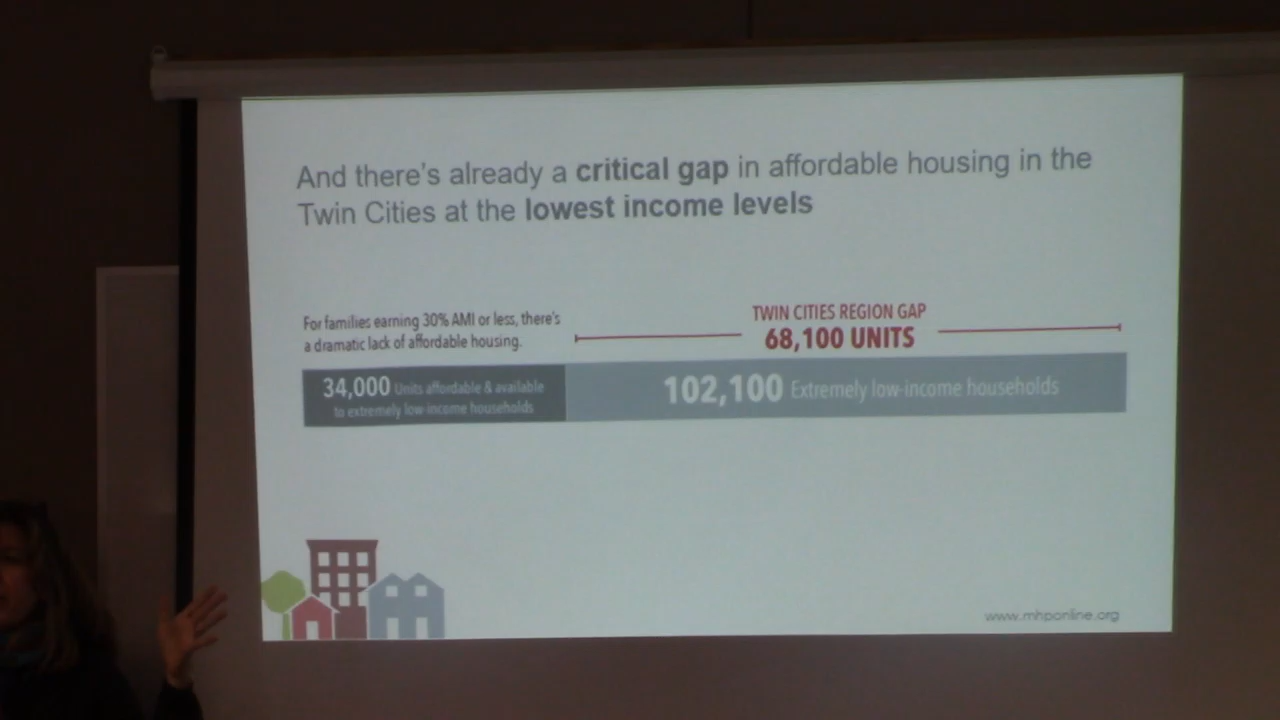 And there's already a critical gap in affordable housing in the
Twin Cities at the lowest income levels
For families earning 30% AMI or less, there's
a dramatic lack of affordable housing.
TWIN CITIES REGION GAP
68,100 UNITS
34,000 Units affordable & available
to extremely low-income households
102,100 Extremely low-income households
www.mhponline.org